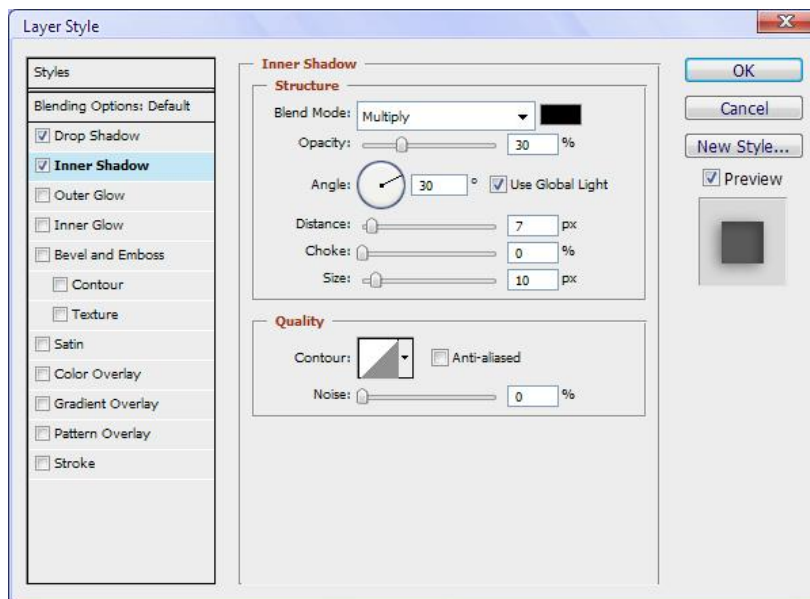 Layer Style
Styles
Blending Options: Default
Drop Shadow
Inner Shadow
Outer Glow
Inner Glow
Bevel and Emboss
Contour
Texture
Satin
Color Overlay
Gradient Overlay
Pattern Overlay
Stroke
Inner Shadow
Structure
Blend Mode: Multiply
Opacity: 30 %
Angle: 30 ° Use Global Light
Distance: 7 px
Choke: 0 %
Size: 10 px
Quality
Contour: Anti-aliased
Noise: 0 %
OK
Cancel
New Style...
Preview